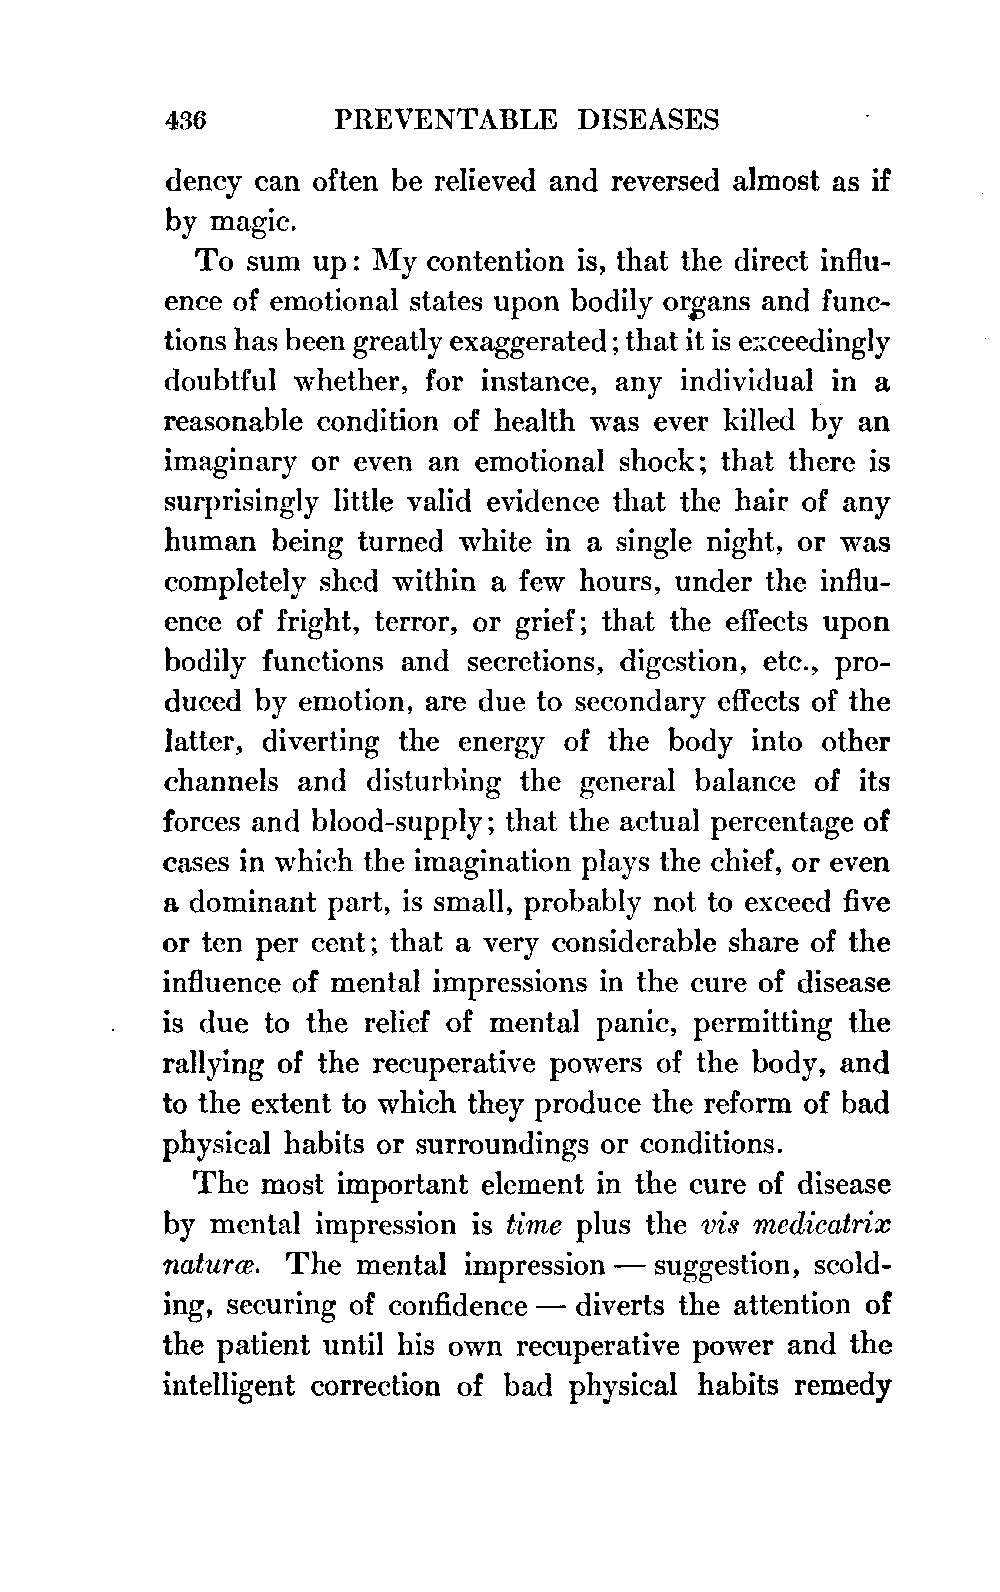 436 PREVENTABLE DISEASES
dency can often be relieved and reversed almost as if
by magic.
To sum up: My contention is, that the direct influ-
ence of emotional states upon bodily organs and func-
tions has been greatly exaggerated; that it is exceedingly
doubtful whether, for instance, any individual in a
reasonable condition of health was ever killed by an
imaginary or even an emotional shock; that there is
surprisingly little valid evidence that the hair of any
human being turned white in a single night, or was
completely shed within a few hours, under the influ-
ence of fright, terror, or grief; that the effects upon
bodily functions and secretions, digestion, etc., pro-
duced by emotion, are due to secondary effects of the
latter, diverting the energy of the body into other
channels and disturbing the general balance of its
forces and blood-supply; that the actual percentage of
cases in which the imagination plays the chief, or even
a dominant part, is small, probably not to exceed five
or ten per cent; that a very considerable share of the
influence of mental impressions in the cure of disease
is due to the relief of mental panic, permitting the
rallying of the recuperative powers of the body, and
to the extent to which they produce the reform of bad
physical habits or surroundings or conditions.
The most important element in the cure of disease
by mental impression is time plus the vis medicatrix
naturæ. The mental impression — suggestion, scold-
ing, securing of confidence — diverts the attention of
the patient until his own recuperative power and the
intelligent correction of bad physical habits remedy